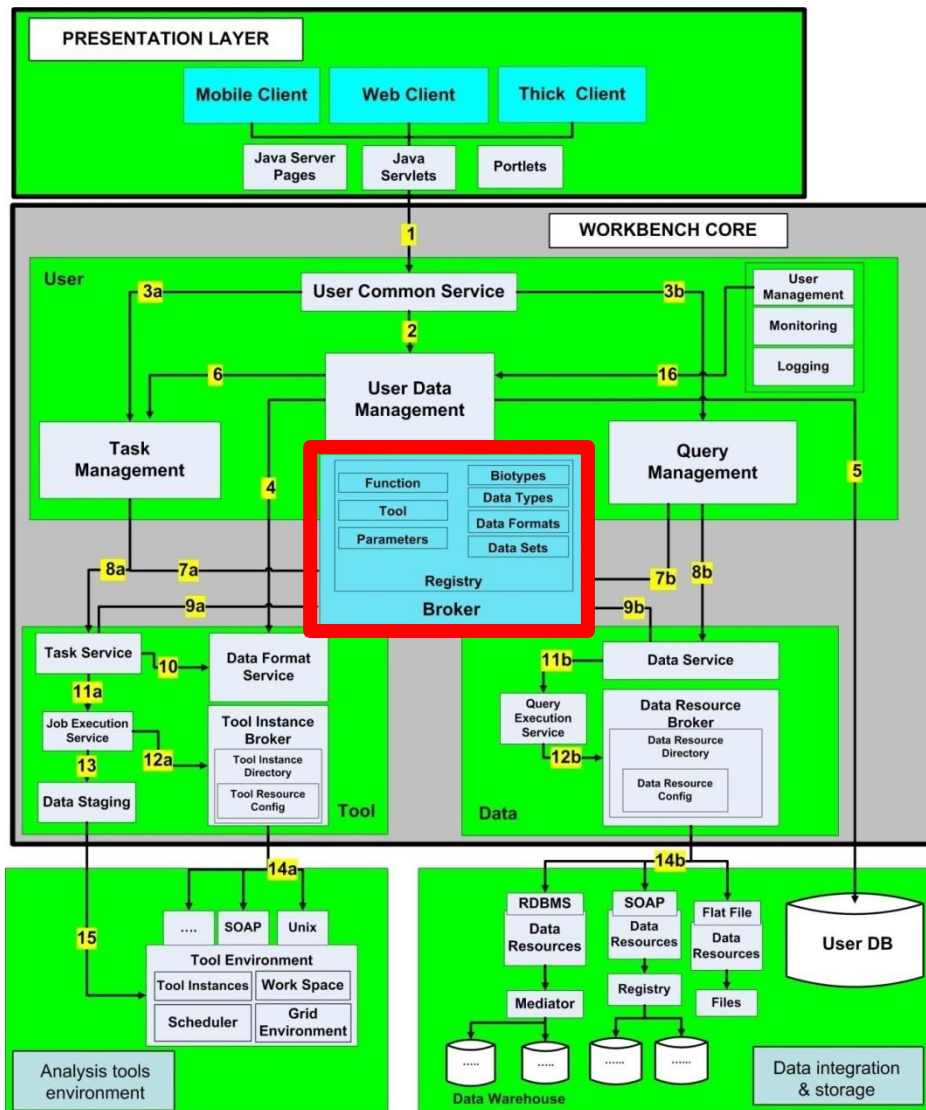 PRESENTATION LAYER
Mobile Client
Web Client
Thick Client
Java Server
Pages
Java
Servlets
Portlets
1
WORKBENCH CORE
User
3a
User Common Service
3b
User
Management
Monitoring
Logging
2
6
User Data
Management
16
Task
Management
4
Query
Management
5
Function
Tool
Parameters
Biotypes
Data Types
Data Formats
Data Sets
Registry
Broker
8a
7a
7b
8b
9a
9b
Task Service
10
Data Format
Service
11a
Job Execution
Service
12a
13
Data Staging
Tool Instance
Broker
Tool Instance
Directory
Tool Resource
Config
Tool
Data Service
11b
Query
Execution
Service
12b
Data Resource
Broker
Data Resource
Directory
Data Resource
Config
Data
14a
14b
15
....
SOAP
Unix
Tool Environment
Tool Instances
Work Space
Scheduler
Grid
Environment
Analysis tools
environment
RDBMS
Data
Resources
Mediator
SOAP
Data
Resources
Registry
Flat File
Data
Resources
Files
User DB
.....
.....
......
......
Data Warehouse
Data integration
& storage